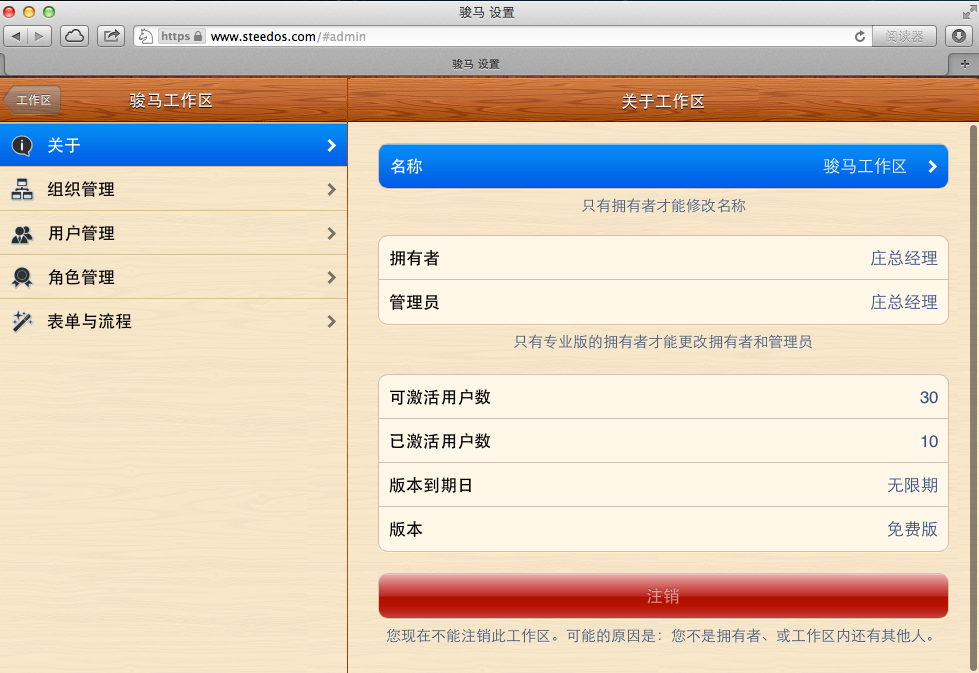 骏马 设置
https www.steedos.com/#admin 阅读器
骏马 设置
工作区 骏马工作区
关于工作区
关于
组织管理
用户管理
角色管理
表单与流程
名称 骏马工作区
只有拥有者才能修改名称
拥有者 庄总经理
管理员 庄总经理
只有专业版的拥有者才能更改拥有者和管理员
可激活用户数 30
已激活用户数 10
版本到期日 无限期
版本 免费版
注销
您现在不能注销此工作区。可能的原因是：您不是拥有者、或工作区内还有其他人。